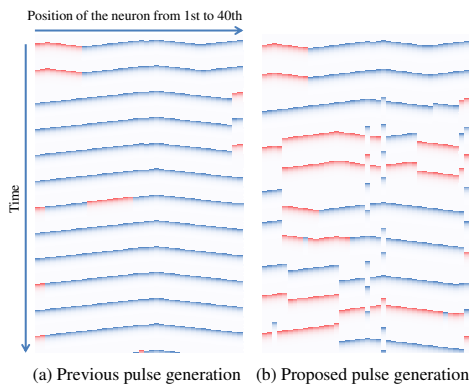 Position of the neuron from 1st to 40th
Time
(a) Previous pulse generation
(b) Proposed pulse generation